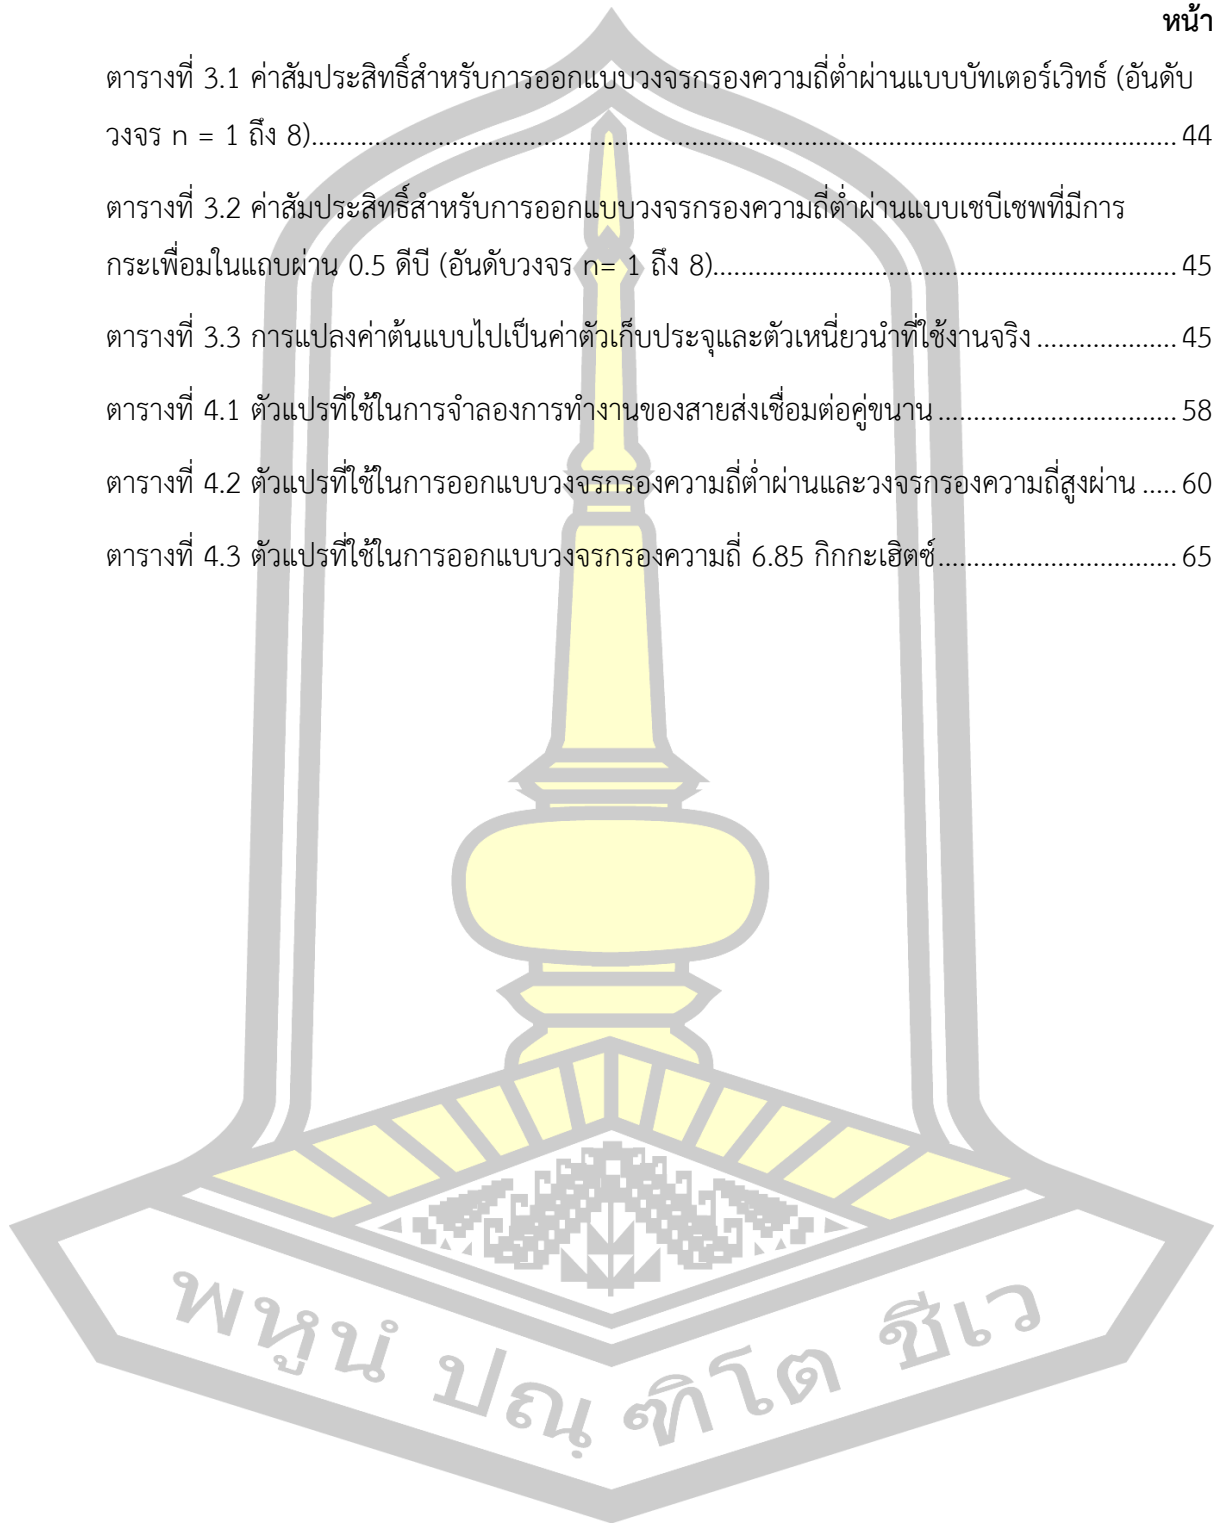 หน้า
ตารางที่ 3.1 ค่าสัมประสิทธิ์สำหรับการออกแบบวงจรกรองความถี่ต่ำผ่านแบบบัทเตอร์เวิทธ์ (อันดับ
วงจร n = 1 ถึง 8)........................................................................................................................ 44
ตารางที่ 3.2 ค่าสัมประสิทธิ์สำหรับการออกแบบวงจรกรองความถี่ต่ำผ่านแบบเชบีเชพที่มีการ
กระเพื่อมในแถบผ่าน 0.5 ดีบี (อันดับวงจร n= 1 ถึง 8)................................................................ 45
ตารางที่ 3.3 การแปลงค่าต้นแบบไปเป็นค่าตัวเก็บประจุและตัวเหนี่ยวนำที่ใช้งานจริง .................... 45
ตารางที่ 4.1 ตัวแปรที่ใช้ในการจำลองการทำงานของสายส่งเชื่อมต่อคู่ขนาน .................................. 58
ตารางที่ 4.2 ตัวแปรที่ใช้ในการออกแบบวงจรกรองความถี่ต่ำผ่านและวงจรกรองความถี่สูงผ่าน ..... 60
ตารางที่ 4.3 ตัวแปรที่ใช้ในการออกแบบวงจรกรองความถี่ 6.85 กิกกะเฮิตซ์.................................. 65
พหูนํ ปณฺ ฑิโต ชีเว